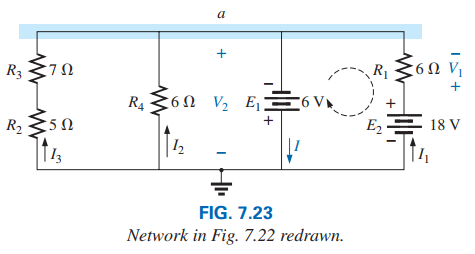 a
R3 7 Ω
R2 5 Ω
I3
R4 6 Ω
I2
+
V2
–
E1 6 V
–
+
I
R1 6 Ω
–
V1
+
E2 18 V
+
–
I1
FIG. 7.23
Network in Fig. 7.22 redrawn.